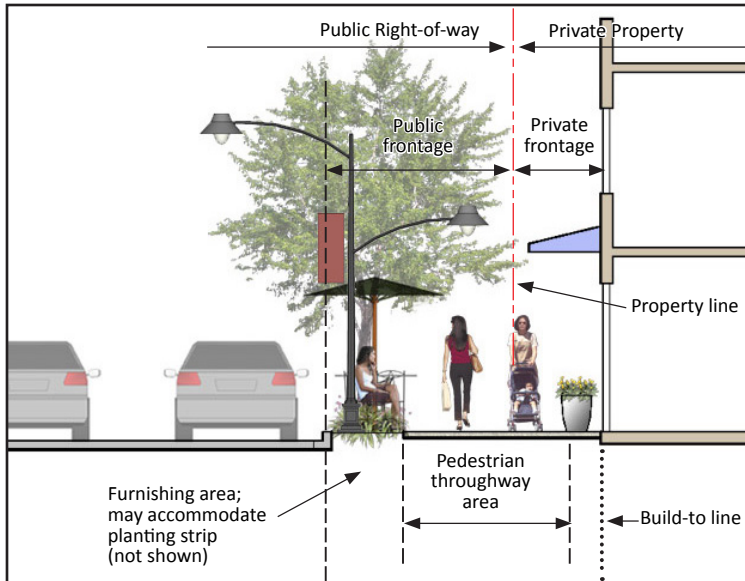 Public Right-of-way
Private Property
Public
frontage
Private
frontage
Property line
Furnishing area;
may accommodate
planting strip
(not shown)
Pedestrian
throughway
area
Build-to line